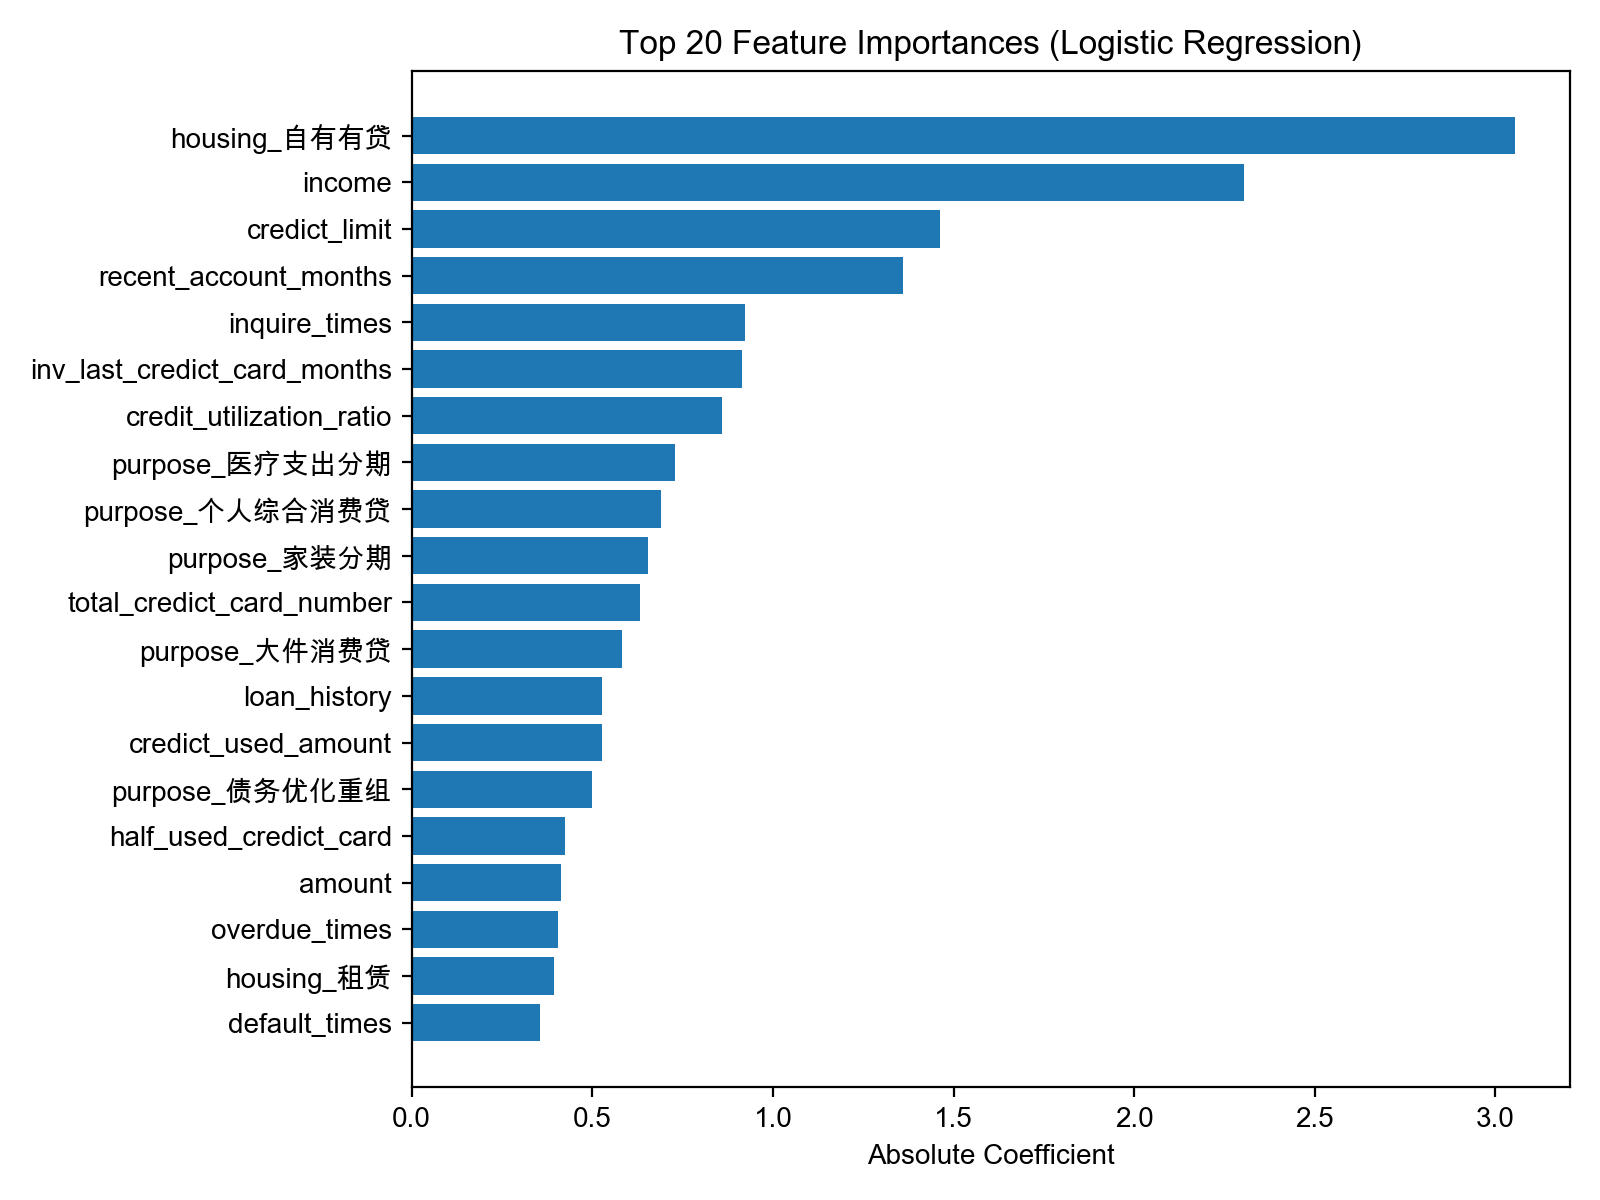 Top 20 Feature Importances (Logistic Regression)
housing_自有有贷
income
credict_limit
recent_account_months
inquire_times
inv_last_credict_card_months
credit_utilization_ratio
purpose_医疗支出分期
purpose_个人综合消费贷
purpose_家装分期
total_credict_card_number
purpose_大件消费贷
loan_history
credict_used_amount
purpose_债务优化重组
half_used_credict_card
amount
overdue_times
housing_租赁
default_times
0.0 0.5 1.0 1.5 2.0 2.5 3.0
Absolute Coefficient